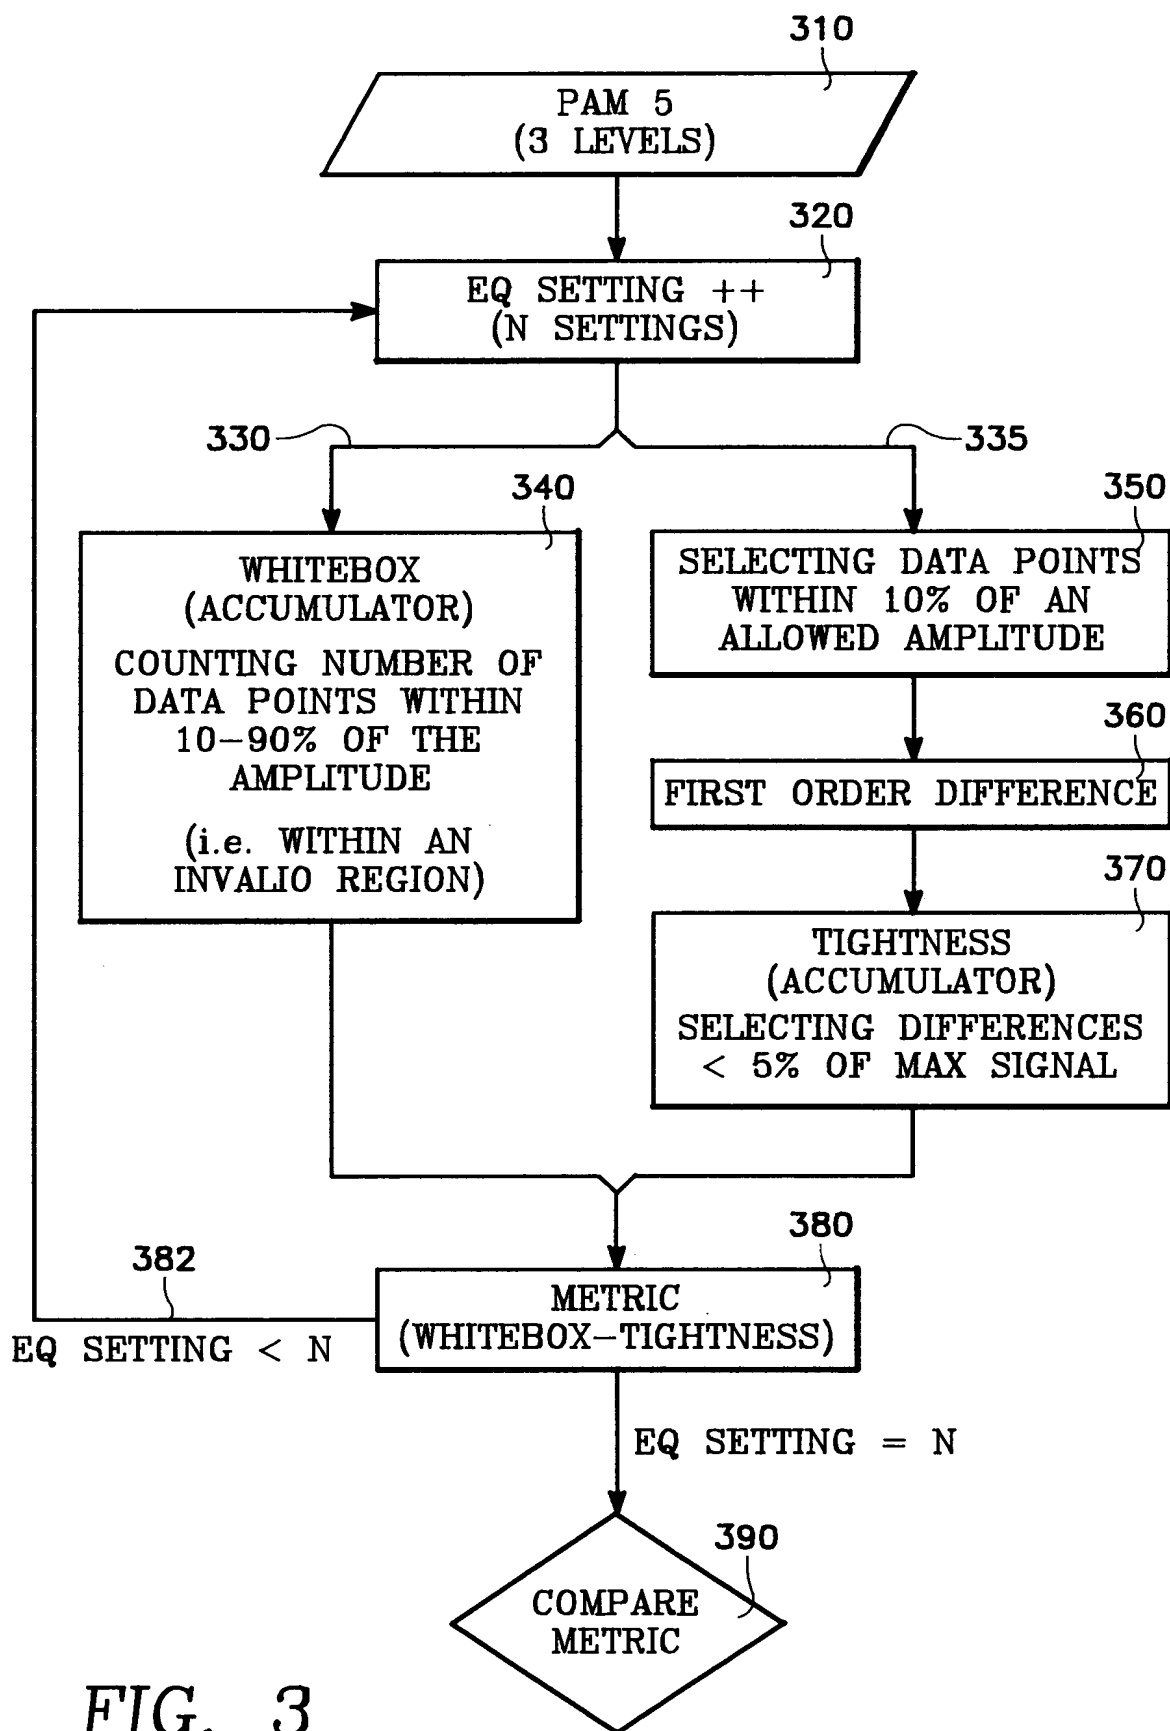 310
PAM 5
(3 LEVELS)
320
EQ SETTING ++
(N SETTINGS)
330
335
340
WHITEBOX
(ACCUMULATOR)
COUNTING NUMBER OF
DATA POINTS WITHIN
10-90% OF THE
AMPLITUDE
(i.e. WITHIN AN
INVALIO REGION)
350
SELECTING DATA POINTS
WITHIN 10% OF AN
ALLOWED AMPLITUDE
360
FIRST ORDER DIFFERENCE
370
TIGHTNESS
(ACCUMULATOR)
SELECTING DIFFERENCES
< 5% OF MAX SIGNAL
380
METRIC
(WHITEBOX-TIGHTNESS)
382
EQ SETTING < N
EQ SETTING = N
390
COMPARE
METRIC
FIG. 3